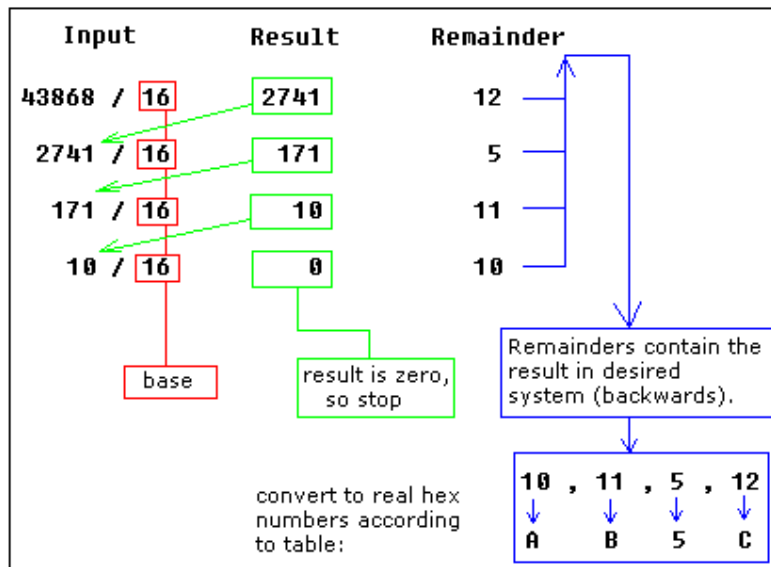 Input Result Remainder
43868 / 16 2741 12
2741 / 16 171 5
171 / 16 10 11
10 / 16 0 10
base
result is zero,
so stop
Remainders contain the
result in desired
system (backwards).
convert to real hex
numbers according
to table:
10 , 11 , 5 , 12
A B 5 C